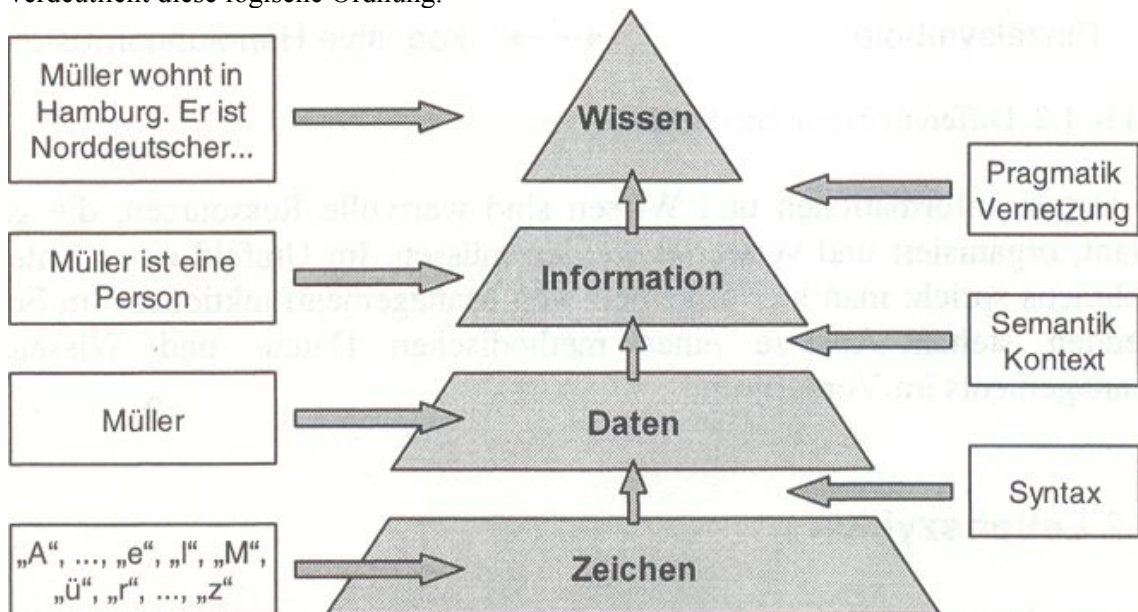 verdeutlicht diese logische Ordnung.
Müller wohnt in
Hamburg. Er ist
Norddeutscher...
Wissen
Pragmatik
Vernetzung
Müller ist eine
Person
Information
Semantik
Kontext
Müller
Daten
Syntax
„A“, ..., „e“, „l“, „M“,
„ü“, „r“, ..., „z“
Zeichen